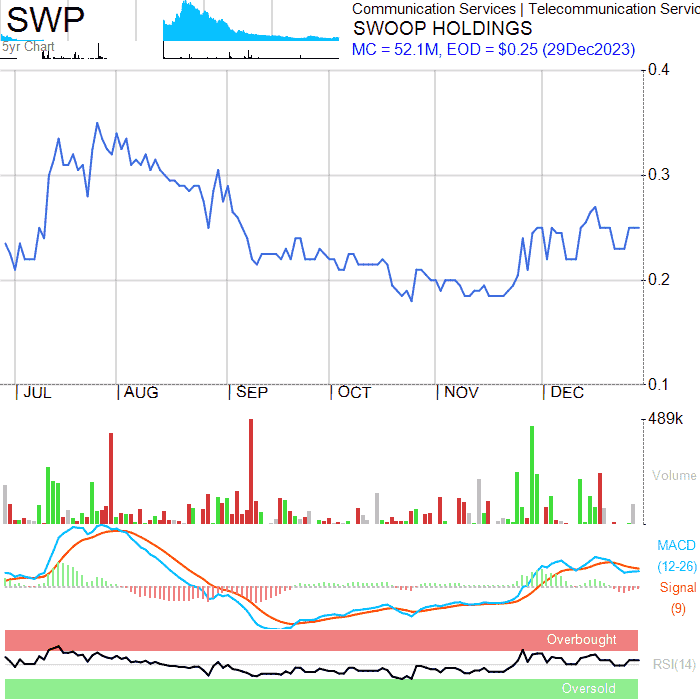 SWP
5yr Chart
Communication Services | Telecommunication Servic
SWOOP HOLDINGS
MC = 52.1M, EOD = $0.25 (29Dec2023)
0.4
0.3
0.2
0.1
JUL AUG SEP OCT NOV DEC
489k
Volume
MACD
(12-26)
Signal
(9)
Overbought
RSI(14)
Oversold